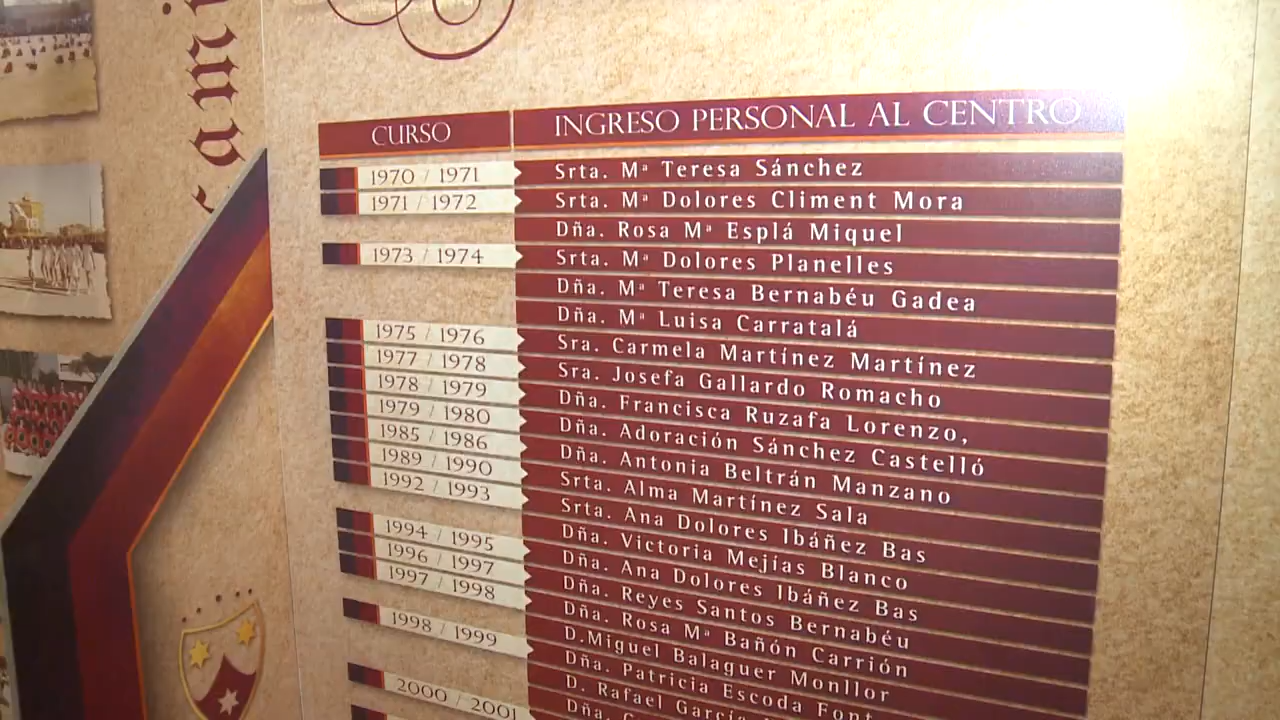 CURSO INGRESO PERSONAL AL CENTRO
1970 / 1971 Srta. Mª Teresa Sánchez
1971 / 1972 Srta. Mª Dolores Climent Mora
Dña. Rosa Mª Esplá Miquel
1973 / 1974 Srta. Mª Dolores Planelles
Dña. Mª Teresa Bernabéu Gadea
Dña. Mª Luisa Carratalá
1975 / 1976 Sra. Carmela Martínez Martínez
1977 / 1978 Sra. Josefa Gallardo Romacho
1978 / 1979 Dña. Francisca Ruzafa Lorenzo,
1979 / 1980 Dña. Adoración Sánchez Castelló
1985 / 1986 Dña. Antonia Beltrán Manzano
1989 / 1990 Srta. Alma Martínez Sala
1992 / 1993 Srta. Ana Dolores Ibáñez Bas
Dña. Victoria Mejías Blanco
1994 / 1995 Dña. Ana Dolores Ibáñez Bas
1996 / 1997 Dña. Reyes Santos Bernabéu
1997 / 1998 Dña. Rosa Mª Bañón Carrión
D.Miguel Balaguer Monllor
1998 / 1999 Dña. Patricia Escoda Font
D. Rafael García
2000 / 2001 Dña.